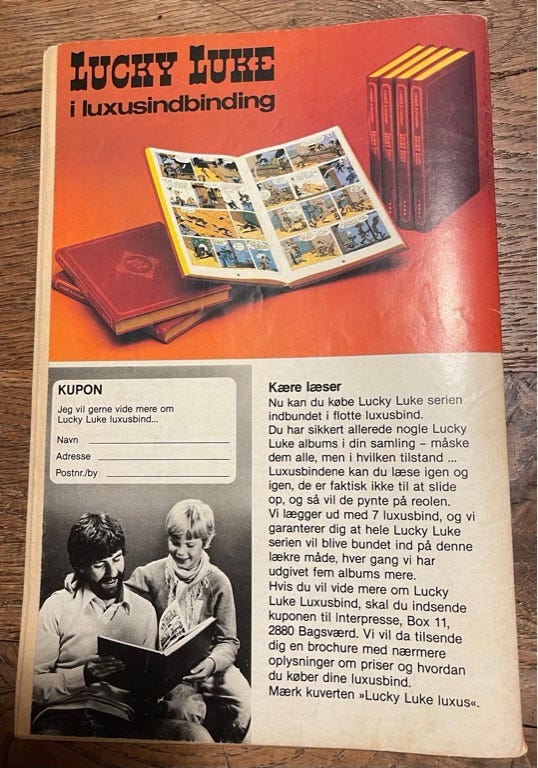 LUCKY LUKE
i luxusindbinding
KUPON
Jeg vil gerne vide mere om
Lucky Luke luxusbind...
Navn
Adresse
Postnr./by
Kære læser
Nu kan du købe Lucky Luke serien
indbundet i flotte luxusbind.
Du har sikkert allerede nogle Lucky
Luke albums i din samling – måske
dem alle, men i hvilken tilstand ...
Luxusbindene kan du læse igen og
igen, de er faktisk ikke til at slide
op, og så vil de pynte på reolen.
Vi lægger ud med 7 luxusbind, og vi
garanterer dig at hele Lucky Luke
serien vil blive bundet ind på denne
lækre måde, hver gang vi har
udgivet fem albums mere.
Hvis du vil vide mere om Lucky
Luke Luxusbind, skal du indsende
kuponen til Interpresse, Box 11,
2880 Bagsværd. Vi vil da tilsende
dig en brochure med nærmere
oplysninger om priser og hvordan
du køber dine luxusbind.
Mærk kuverten »Lucky Luke luxus«.